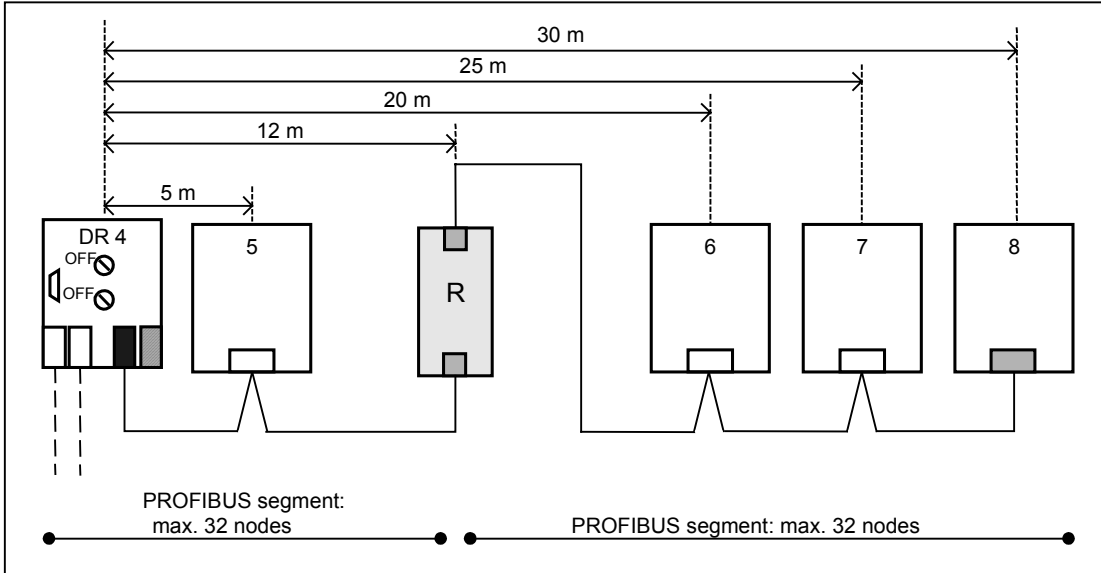 30 m
25 m
20 m
12 m
5 m
DR 4
OFF
OFF
5
R
6
7
8
PROFIBUS segment:
max. 32 nodes
PROFIBUS segment: max. 32 nodes